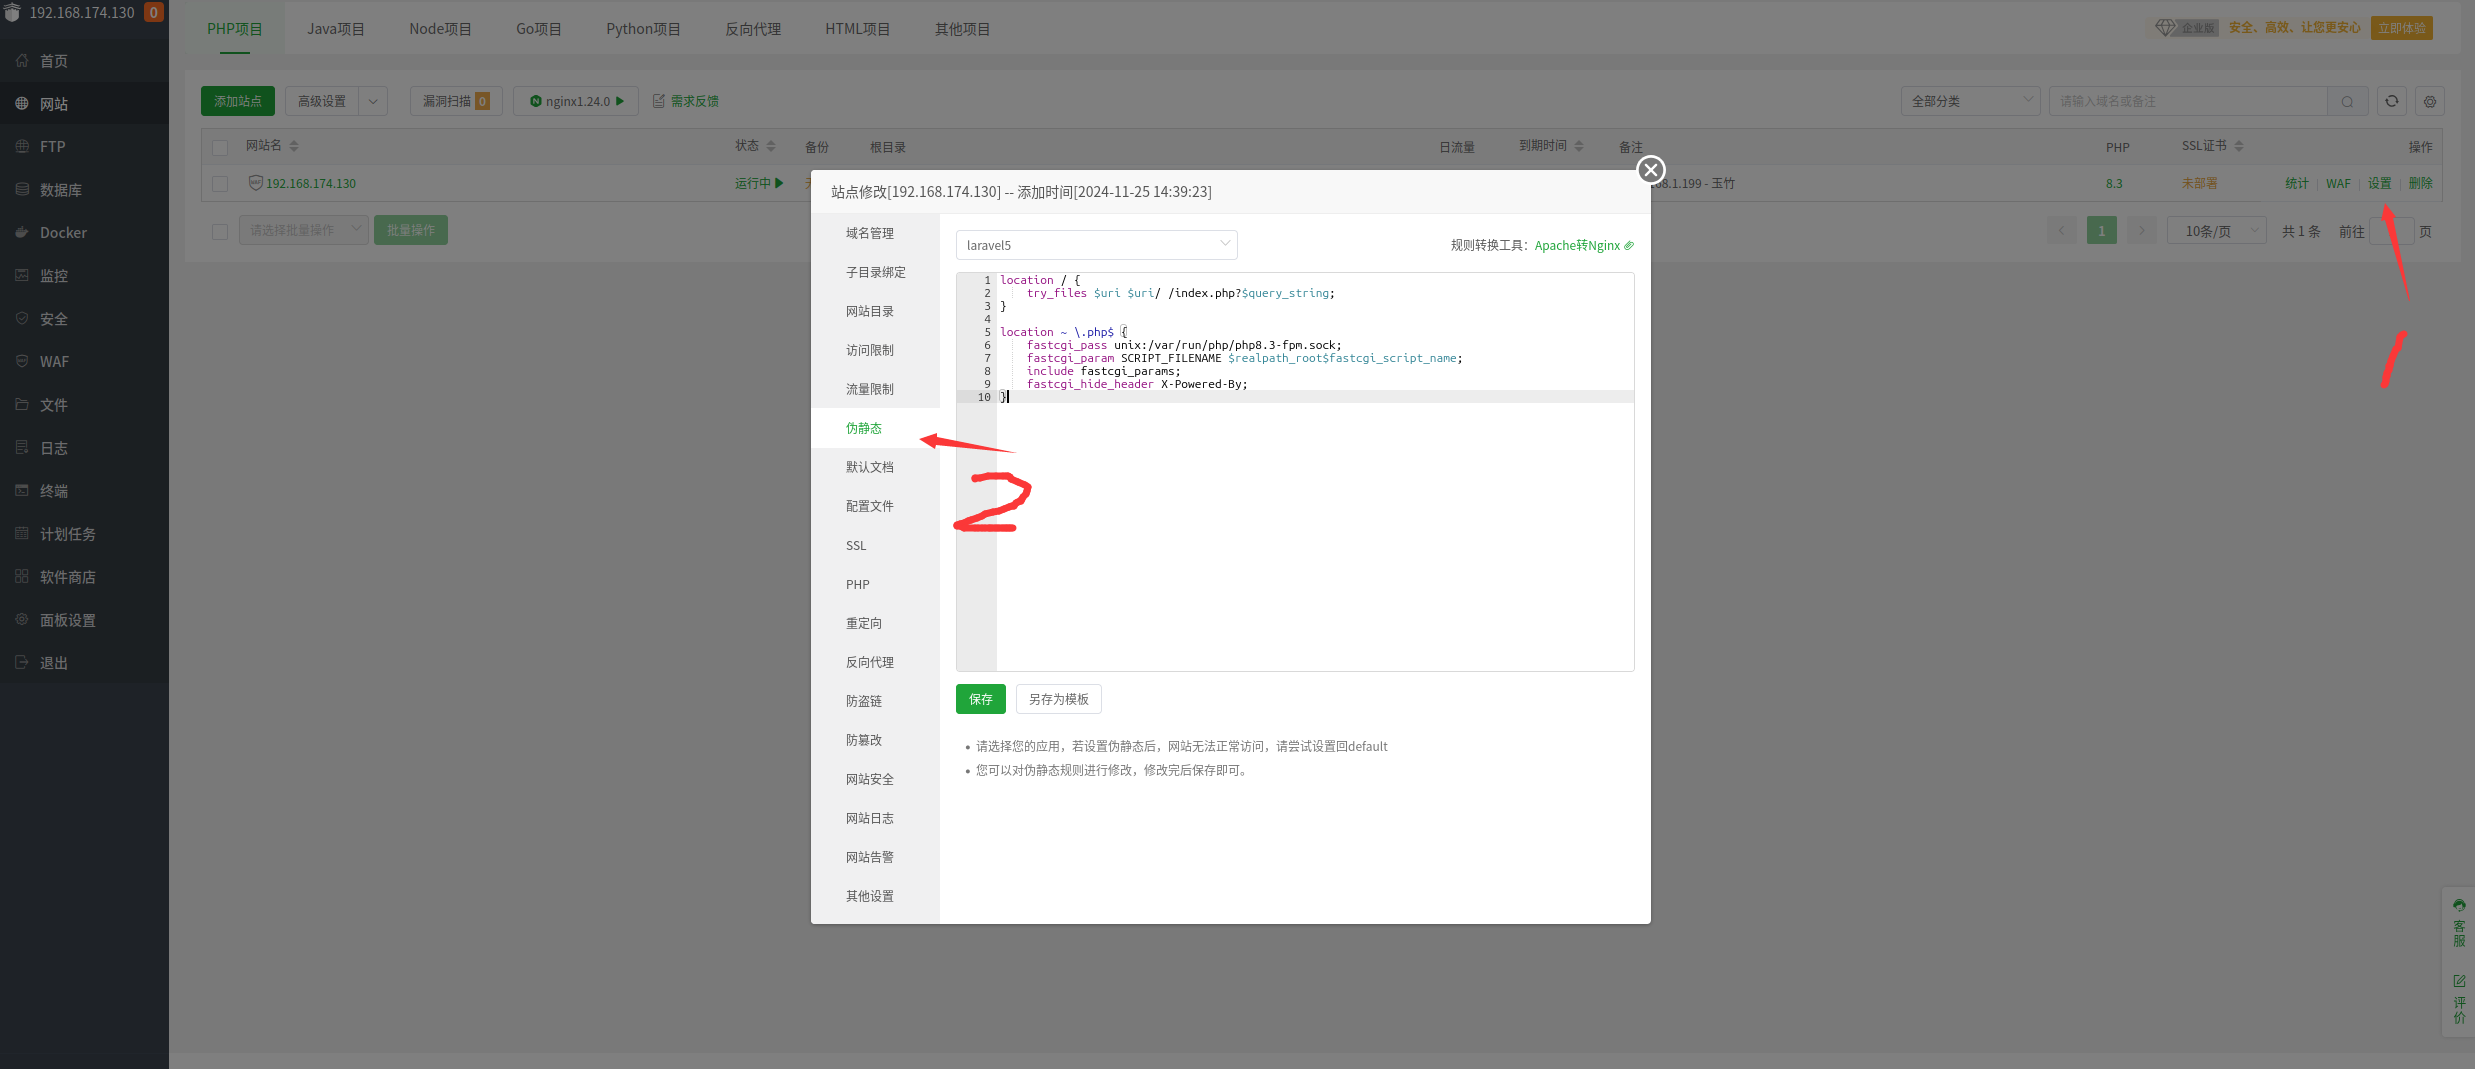 192.168.174.130 0
首页
网站
FTP
数据库
Docker
监控
安全
WAF
文件
日志
终端
计划任务
软件商店
面板设置
退出
PHP项目 Java项目 Node项目 Go项目 Python项目 反向代理 HTML项目 其他项目
企业版 安全、高效、让您更安心 立即体验
添加站点 高级设置 漏洞扫描 0 nginx1.24.0 需求反馈
全部分类 请输入域名或备注
网站名 状态 备份 根目录 日流量 到期时间 备注 PHP SSL证书 操作
192.168.174.130 运行中 68.1.199 - 玉竹 8.3 未部署 统计 WAF 设置 删除
请选择批量操作 批量操作
1 10条/页 共 1 条 前往 页
站点修改[192.168.174.130] -- 添加时间[2024-11-25 14:39:23]
域名管理
子目录绑定
网站目录
访问限制
流量限制
伪静态
默认文档
配置文件
SSL
PHP
重定向
反向代理
防盗链
防篡改
网站安全
网站日志
网站告警
其他设置
laravel5
规则转换工具：Apache转Nginx
1 location / {
2 try_files $uri $uri/ /index.php?$query_string;
3 }
4
5 location ~ \.php$ {
6 fastcgi_pass unix:/var/run/php/php8.3-fpm.sock;
7 fastcgi_param SCRIPT_FILENAME $realpath_root$fastcgi_script_name;
8 include fastcgi_params;
9 fastcgi_hide_header X-Powered-By;
10 }
保存 另存为模板
请选择您的应用，若设置伪静态后，网站无法正常访问，请尝试设置回default
您可以对伪静态规则进行修改，修改完后保存即可。
1
2
客服
评价